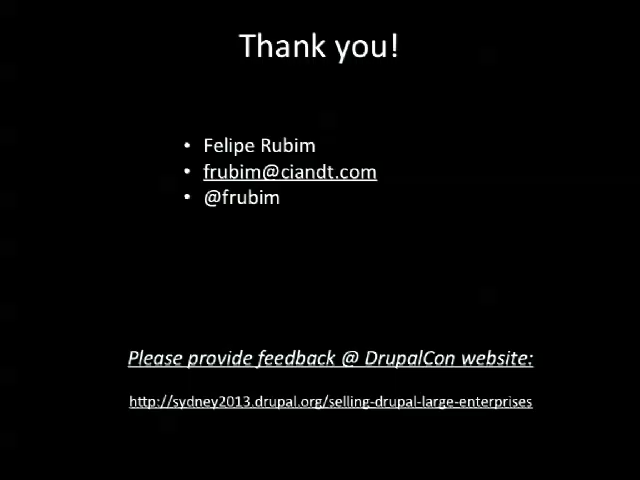 Thank you!
• Felipe Rubim
• frubim@ciandt.com
• @frubim
Please provide feedback @ DrupalCon website:
http://sydney2013.drupal.org/selling-drupal-large-enterprises